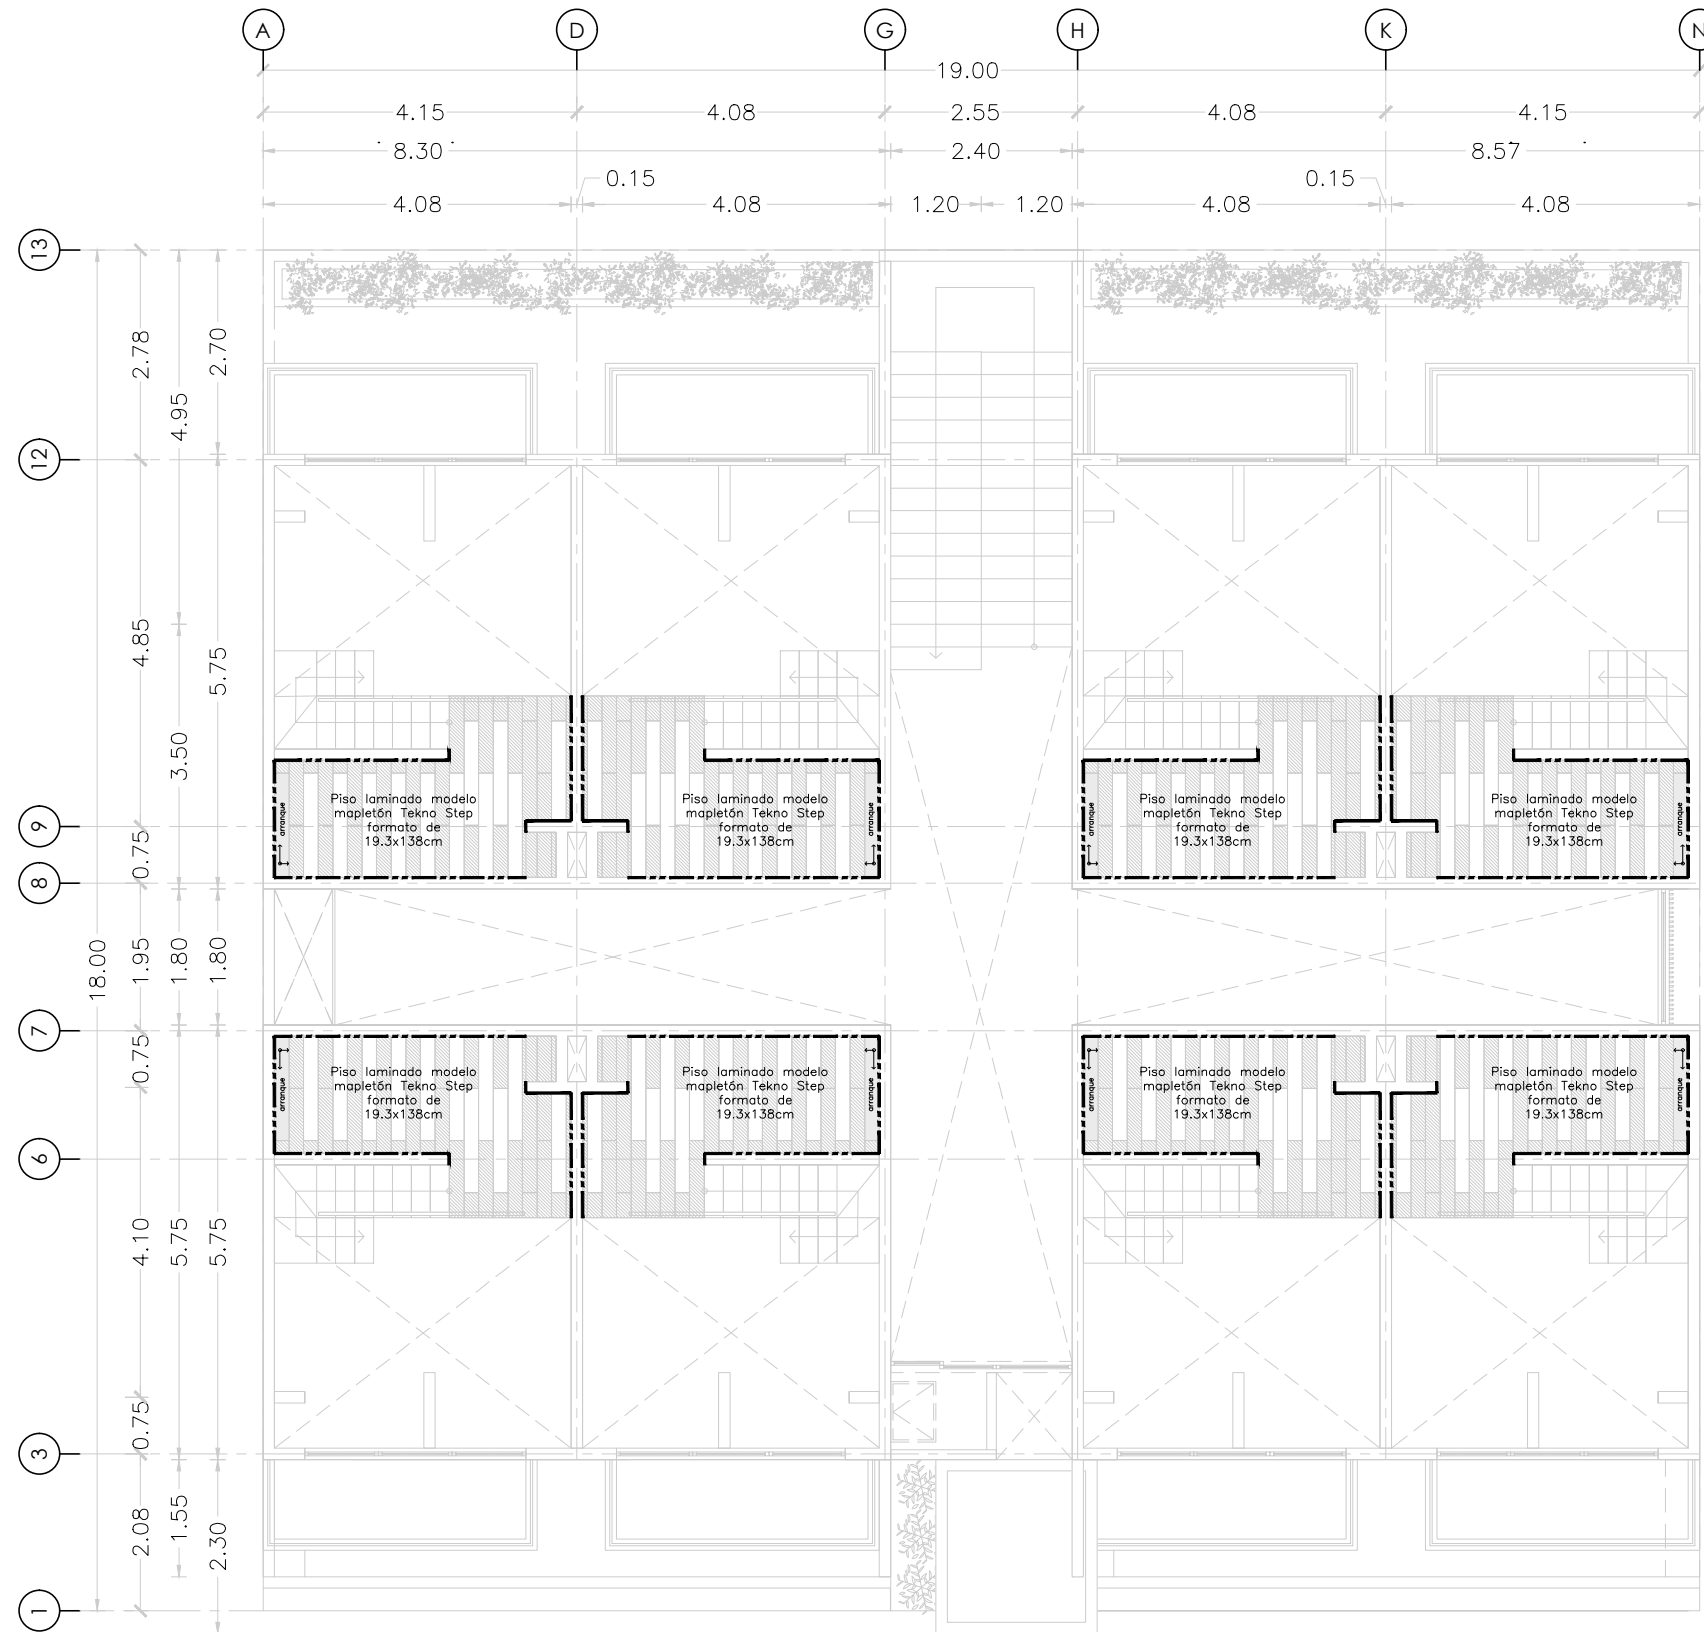 A D G H K N
19.00
4.15 4.08 2.55 4.08 4.15
8.30 2.40 8.57
0.15 0.15
4.08 4.08 1.20 1.20 4.08 4.08
13
2.78
2.70
4.95
12
4.85
5.75
3.50
Piso laminado modelo
mapletón Tekno Step
formato de
19.3x138cm
arranque
Piso laminado modelo
mapletón Tekno Step
formato de
19.3x138cm
arranque
Piso laminado modelo
mapletón Tekno Step
formato de
19.3x138cm
arranque
Piso laminado modelo
mapletón Tekno Step
formato de
19.3x138cm
arranque
9
0.75
8
18.00
1.95
1.80
1.80
7
0.75
Piso laminado modelo
mapletón Tekno Step
formato de
19.3x138cm
arranque
Piso laminado modelo
mapletón Tekno Step
formato de
19.3x138cm
arranque
Piso laminado modelo
mapletón Tekno Step
formato de
19.3x138cm
arranque
Piso laminado modelo
mapletón Tekno Step
formato de
19.3x138cm
arranque
6
4.10
5.75
5.75
0.75
3
2.08
1.55
2.30
1